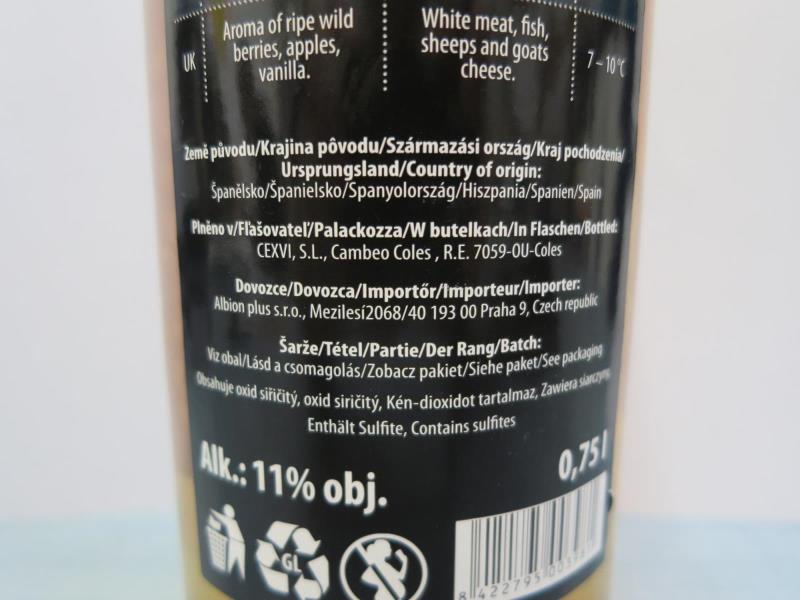 UK
Aroma of ripe wild
berries, apples,
vanilla.
White meat, fish,
sheeps and goats
cheese.
7 – 10 °C
Země původu/Krajina pôvodu/Származási ország/Kraj pochodzenia/
Ursprungsland/Country of origin:
Španělsko/Španielsko/Spanyolország/Hiszpania/Spanien/Spain
Plněno v/Fľašovateľ/Palackozza/W butelkach/In Flaschen/Bottled:
CEXVI, S.L., Cambeo Coles , R.E. 7059-OU-Coles
Dovozce/Dovozca/Importőr/Importeur/Importer:
Albion plus s.r.o., Mezilesí2068/40 193 00 Praha 9, Czech republic
Šarže/Tétel/Partie/Der Rang/Batch:
Viz obal/Lásd a csomagolás/Zobacz pakiet/Siehe paket/See packaging
Obsahuje oxid siřičitý, oxid siričitý, Kén-dioxidot tartalmaz, Zawiera siarczyny,
Enthält Sulfite, Contains sulfites
Alk.: 11% obj.
0,75 l
GL
8 422795